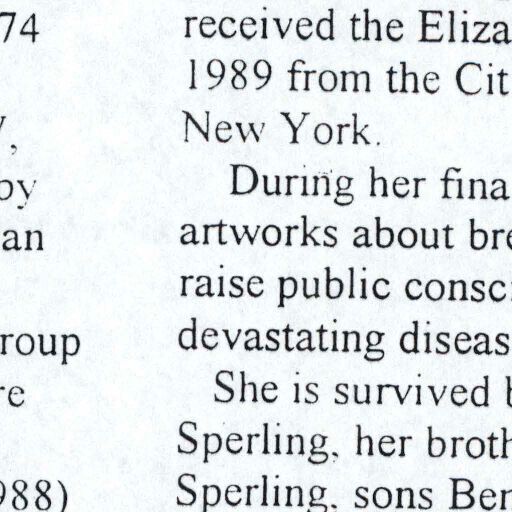 74
by
an
roup
re
988)
received the Eliza
1989 from the Cit
New York.
During her fina
artworks about bre
raise public consc
devastating diseas
She is survived b
Sperling, her broth
Sperling, sons Ben